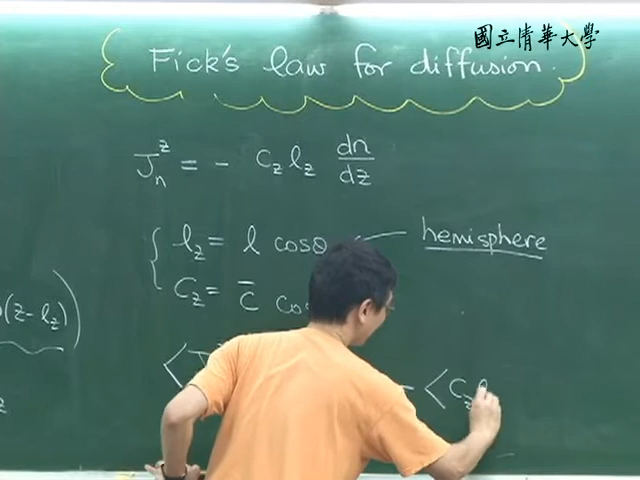 國立清華大學
Fick's law for diffusion.
J_n^z = - C_z l_z dn/dz
l_z = l cosθ ← hemisphere
C_z = c̄ cos
(z - l_z)
- <C_z